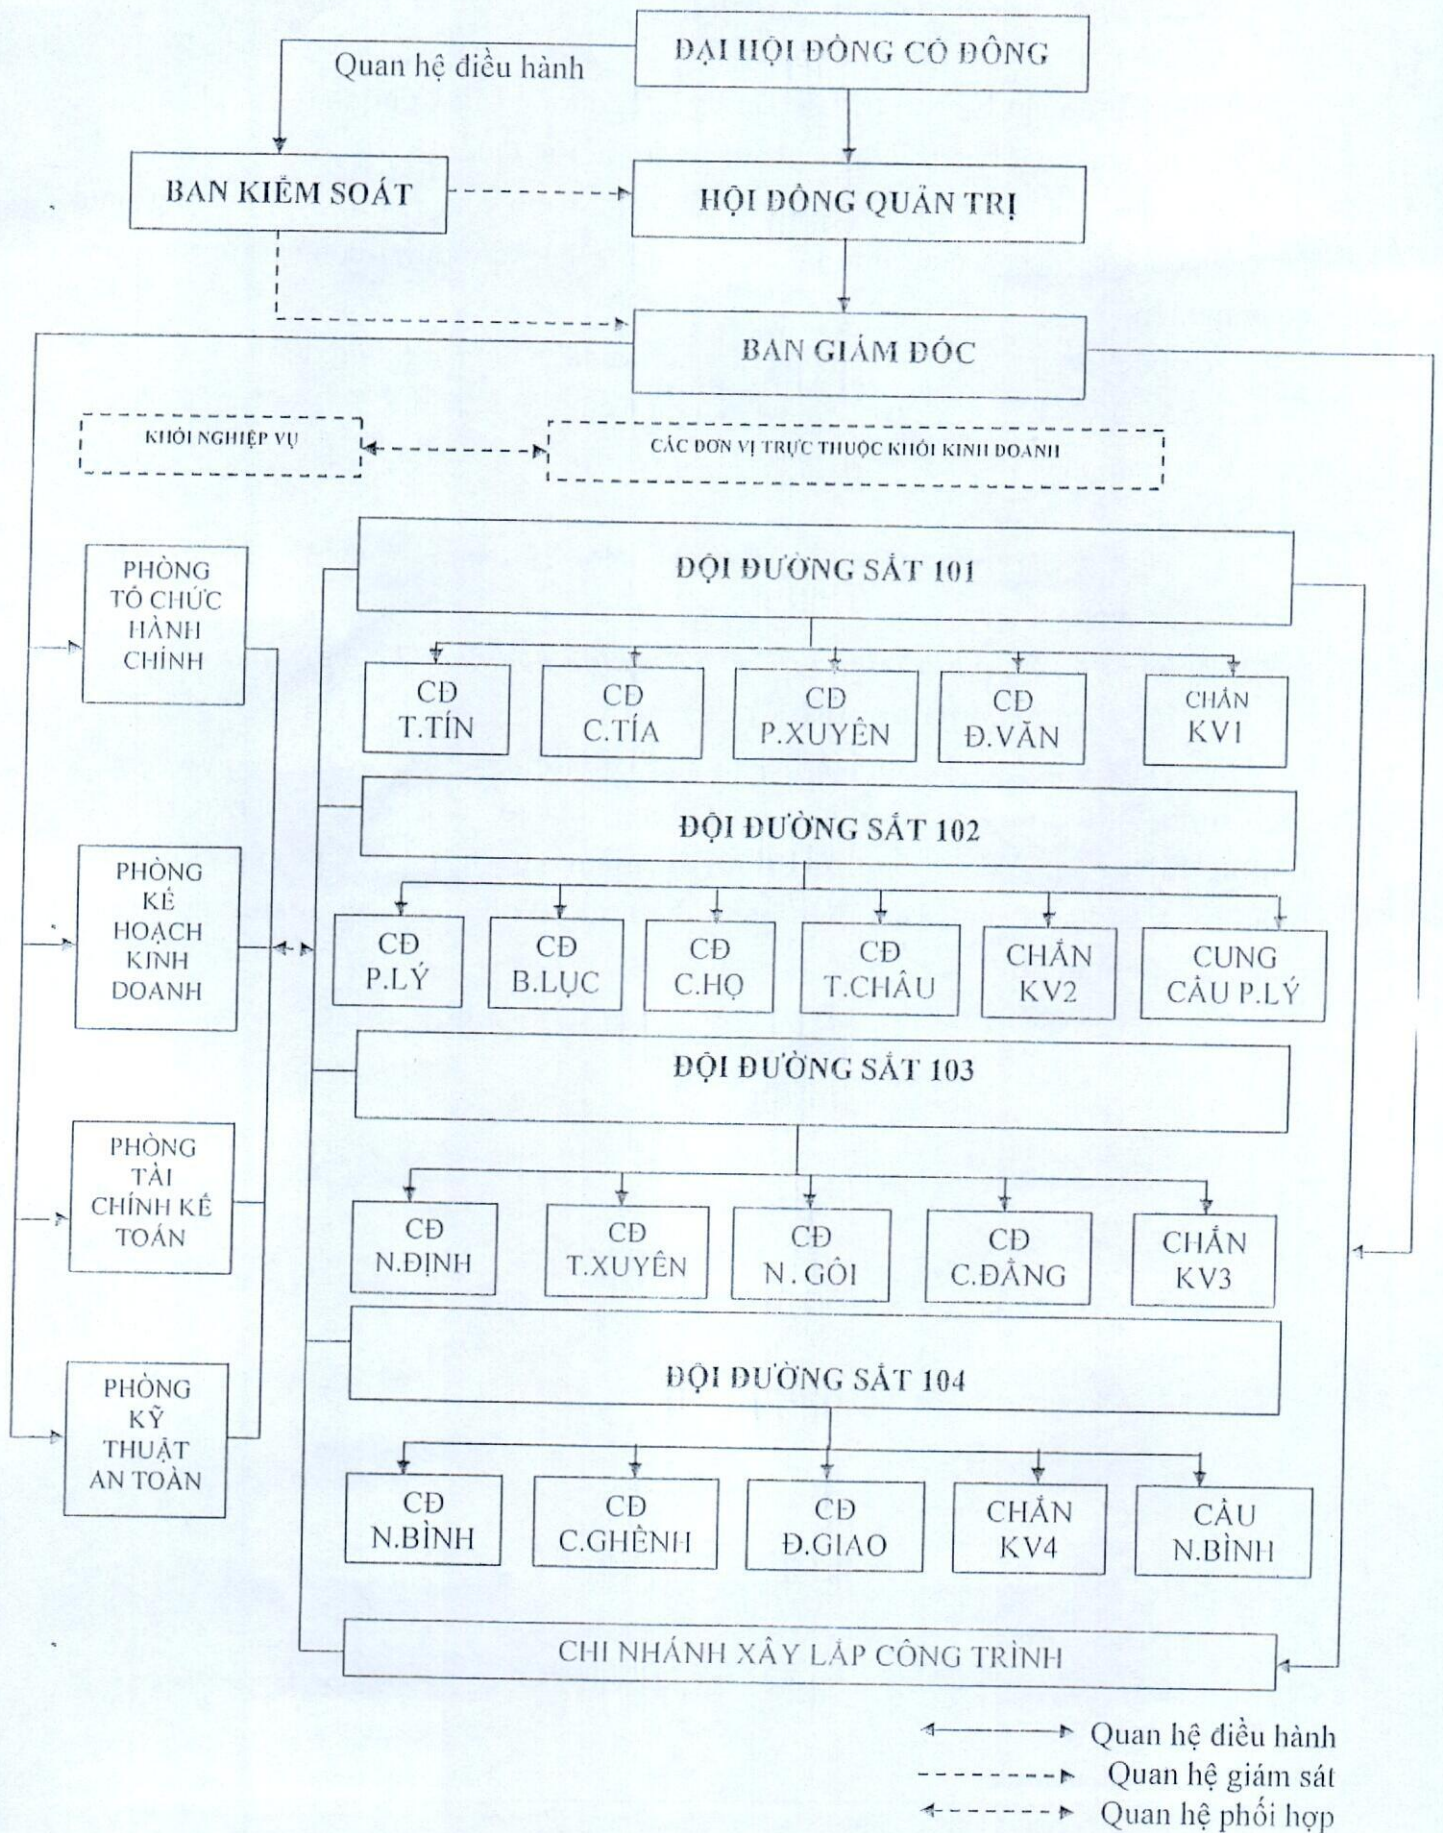 ĐẠI HỘI ĐỒNG CỔ ĐÔNG
Quan hệ điều hành
BAN KIỂM SOÁT
HỘI ĐỒNG QUẢN TRỊ
BAN GIÁM ĐỐC
KHỐI NGHIỆP VỤ
CÁC ĐƠN VỊ TRỰC THUỘC KHỐI KINH DOANH
PHÒNG
TỔ CHỨC
HÀNH
CHÍNH
ĐỘI ĐƯỜNG SẮT 101
CĐ
T.TÍN
CĐ
C.TÍA
CĐ
P.XUYÊN
CĐ
Đ.VĂN
CHẮN
KV1
ĐỘI ĐƯỜNG SẮT 102
PHÒNG
KẾ
HOẠCH
KINH
DOANH
CĐ
P.LÝ
CĐ
B.LỤC
CĐ
C.HỌ
CĐ
T.CHÂU
CHẮN
KV2
CUNG
CẦU P.LÝ
ĐỘI ĐƯỜNG SẮT 103
PHÒNG
TÀI
CHÍNH KẾ
TOÁN
CĐ
N.ĐỊNH
CĐ
T.XUYÊN
CĐ
N. GÔI
CĐ
C.ĐẰNG
CHẮN
KV3
ĐỘI ĐƯỜNG SẮT 104
PHÒNG
KỸ
THUẬT
AN TOÀN
CĐ
N.BÌNH
CĐ
C.GHỀNH
CĐ
Đ.GIAO
CHẮN
KV4
CẦU
N.BÌNH
CHI NHÁNH XÂY LẮP CÔNG TRÌNH
Quan hệ điều hành
Quan hệ giám sát
Quan hệ phối hợp